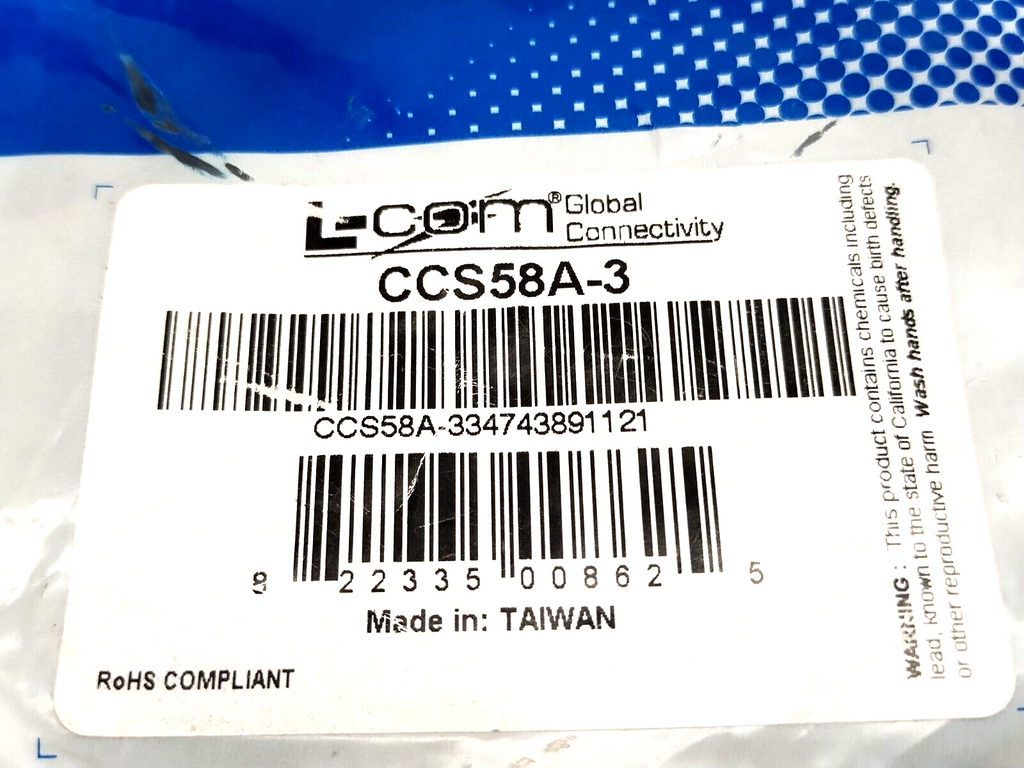 L-com® Global
Connectivity
CCS58A-3
CCS58A-334743891121
8 22335 00862 5
Made in: TAIWAN
RoHS COMPLIANT
WARNING : This product contains chemicals including
lead, known to the state of California to cause birth defects
or other reproductive harm Wash hands after handling.